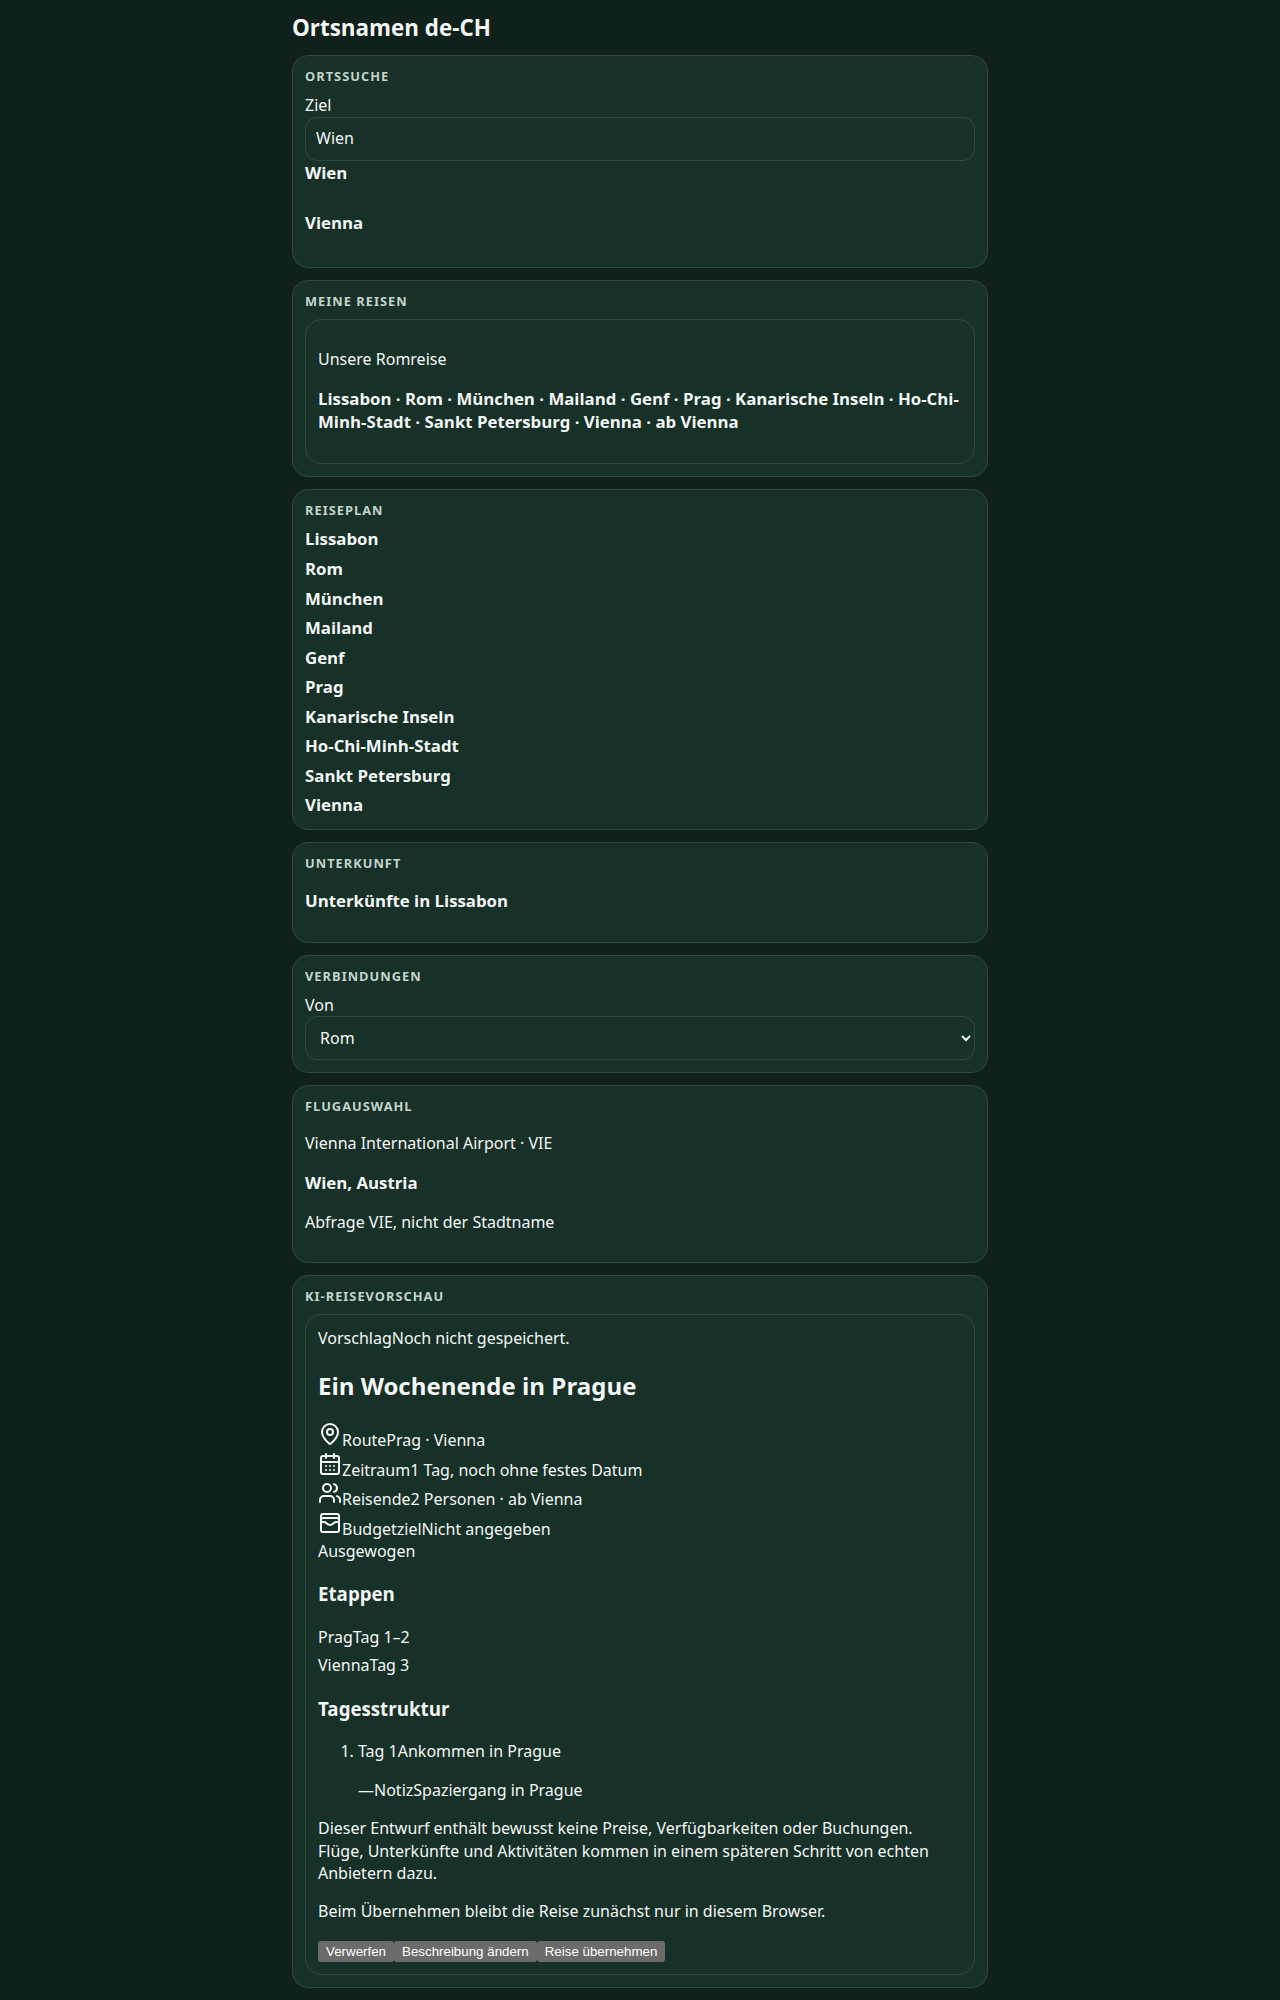 Ortsnamen de-CH
ORTSSUCHE
Ziel
Wien
Wien
Vienna
MEINE REISEN
Unsere Romreise
Lissabon · Rom · München · Mailand · Genf · Prag · Kanarische Inseln · Ho-Chi-
Minh-Stadt · Sankt Petersburg · Vienna · ab Vienna
REISEPLAN
Lissabon
Rom
München
Mailand
Genf
Prag
Kanarische Inseln
Ho-Chi-Minh-Stadt
Sankt Petersburg
Vienna
UNTERKUNFT
Unterkünfte in Lissabon
VERBINDUNGEN
Von
Rom
FLUGAUSWAHL
Vienna International Airport · VIE
Wien, Austria
Abfrage VIE, nicht der Stadtname
KI-REISEVORSCHAU
VorschlagNoch nicht gespeichert.
Ein Wochenende in Prague
RoutePrag · Vienna
Zeitraum1 Tag, noch ohne festes Datum
Reisende2 Personen · ab Vienna
BudgetzielNicht angegeben
Ausgewogen
Etappen
PragTag 1–2
ViennaTag 3
Tagesstruktur
1. Tag 1Ankommen in Prague
—NotizSpaziergang in Prague
Dieser Entwurf enthält bewusst keine Preise, Verfügbarkeiten oder Buchungen.
Flüge, Unterkünfte und Aktivitäten kommen in einem späteren Schritt von echten
Anbietern dazu.
Beim Übernehmen bleibt die Reise zunächst nur in diesem Browser.
Verwerfen Beschreibung ändern Reise übernehmen